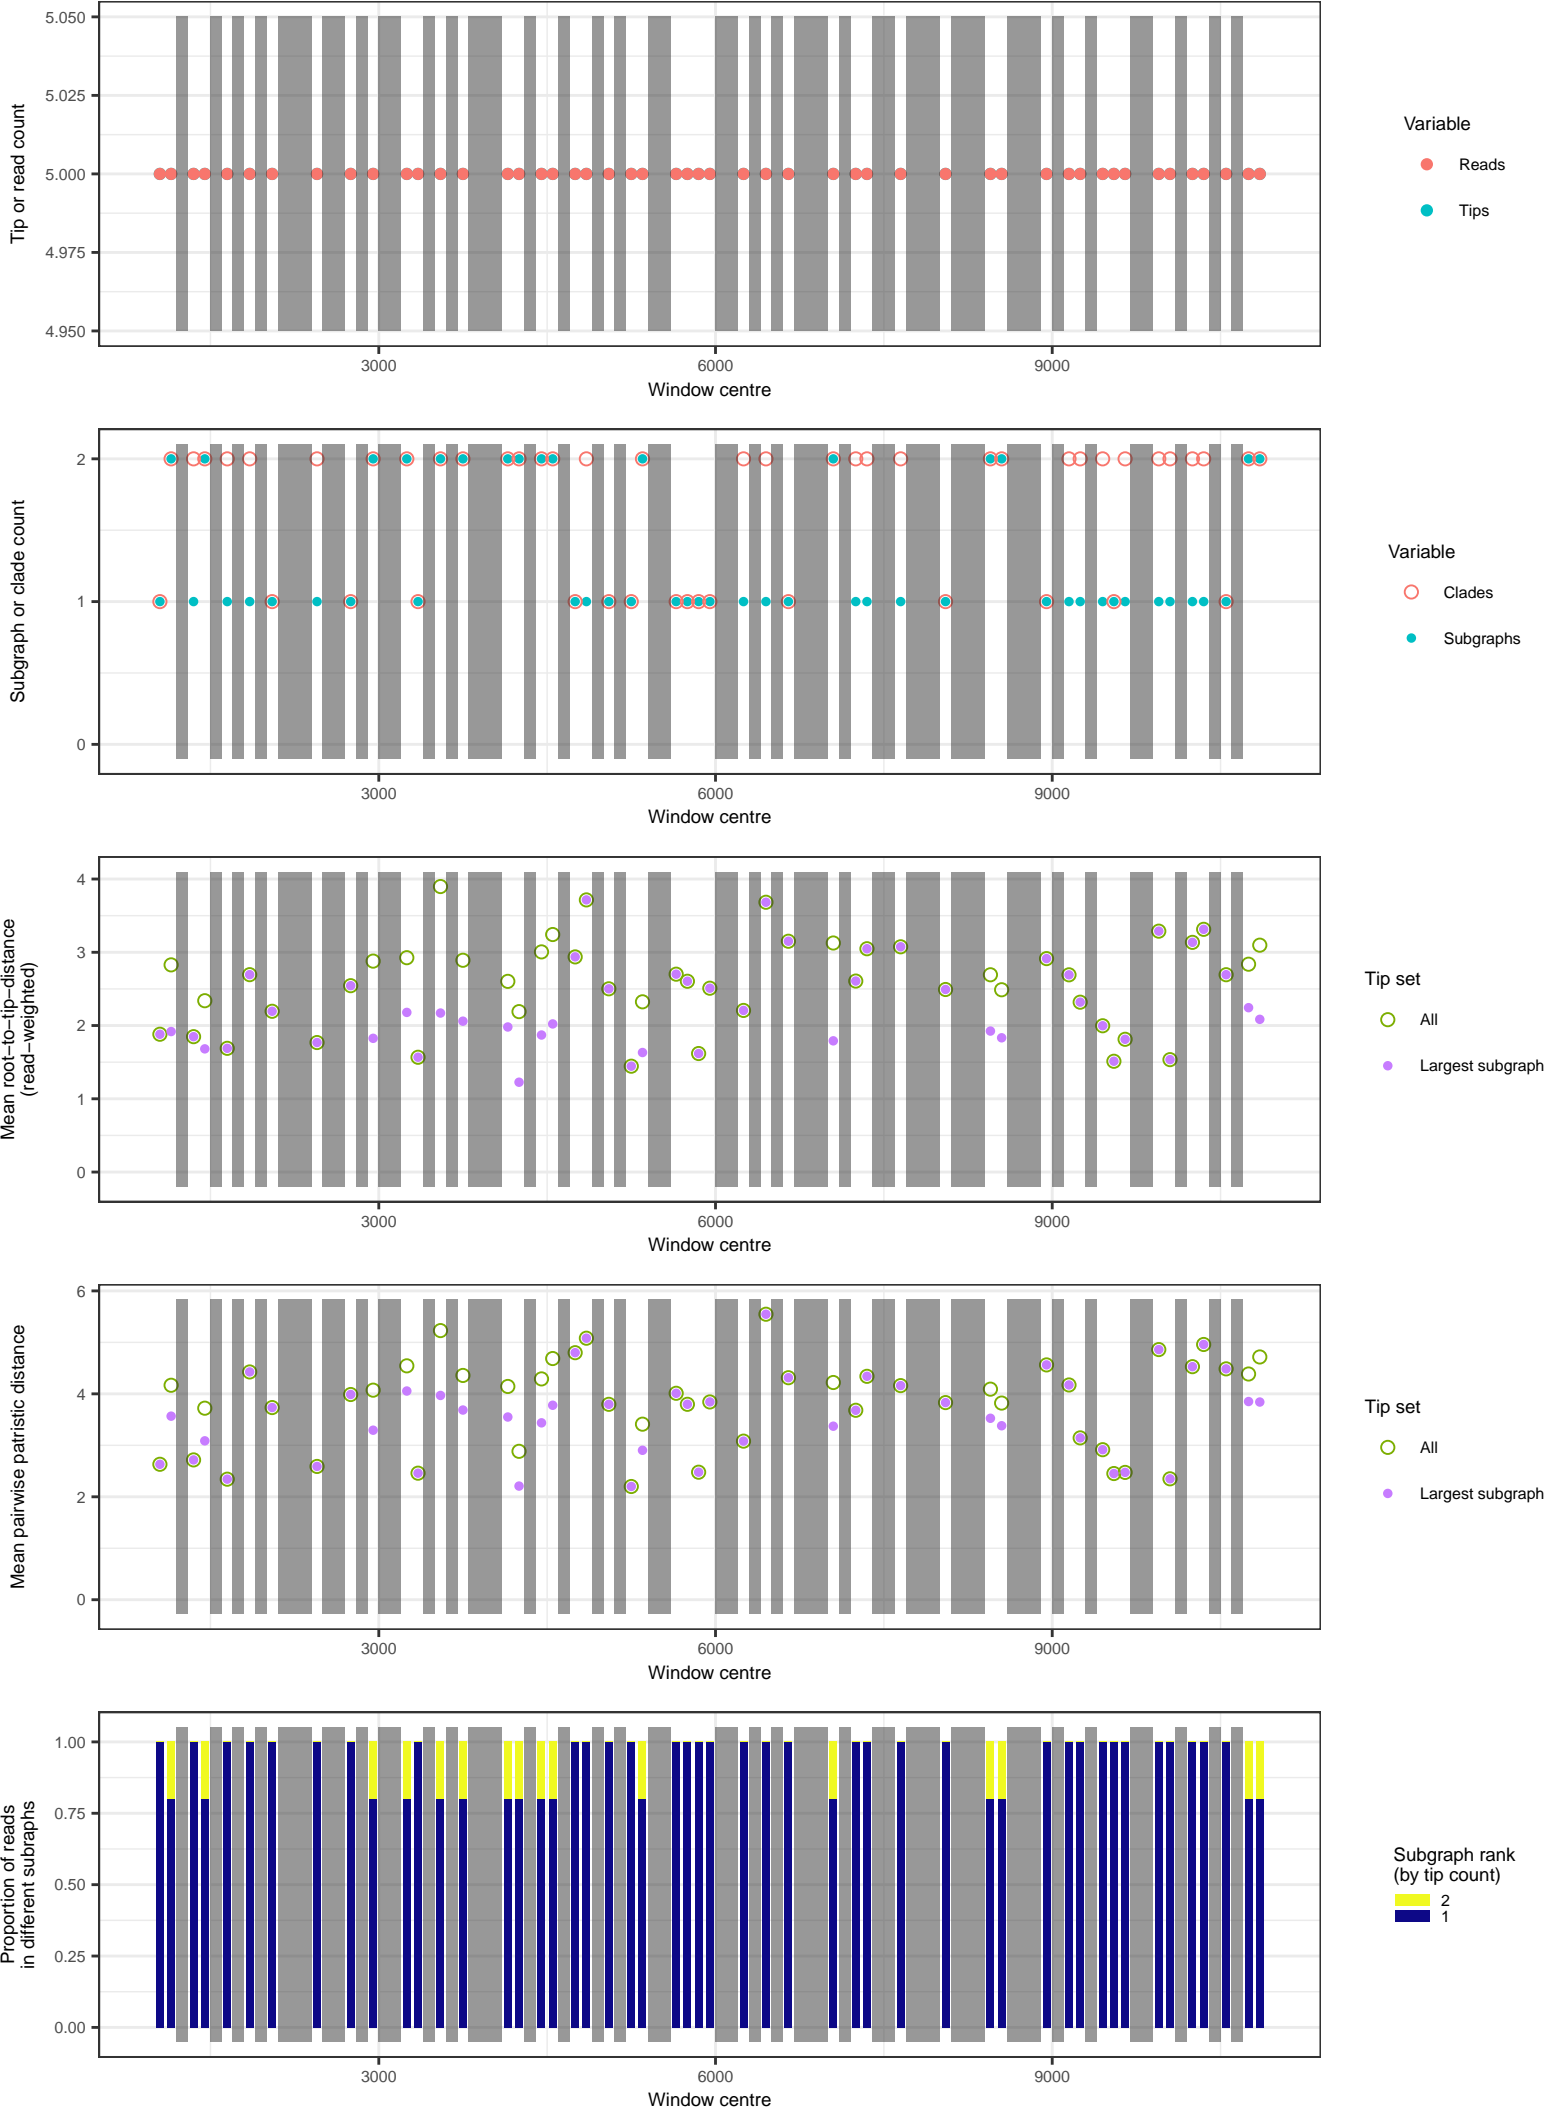 5.050
5.025
5.000
4.975
4.950
Tip or read count
3000 6000 9000
Window centre
Variable
Reads
Tips
2
1
0
Subgraph or clade count
3000 6000 9000
Window centre
Variable
Clades
Subgraphs
4
3
2
1
0
Mean root−to−tip−distance
(read−weighted)
3000 6000 9000
Window centre
Tip set
All
Largest subgraph
6
4
2
0
Mean pairwise patristic distance
3000 6000 9000
Window centre
Tip set
All
Largest subgraph
1.00
0.75
0.50
0.25
0.00
Proportion of reads
in different subraphs
3000 6000 9000
Window centre
Subgraph rank
(by tip count)
2
1